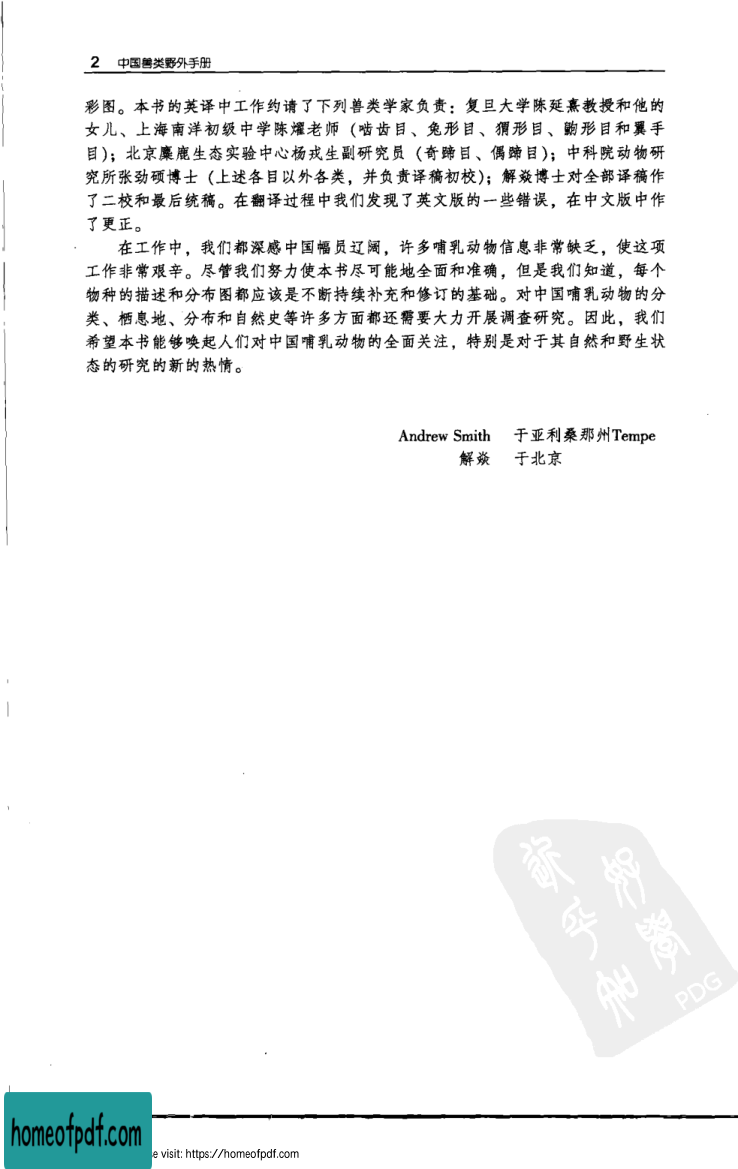 2 中国兽类野外手册
彩图。本书的英译中工作约请了下列兽类学家负责：复旦大学陈延熹教授和他的
女儿、上海南洋初级中学陈燿老师（啮齿目、兔形目、猬形目、鼩形目和翼手
目）；北京麋鹿生态实验中心杨戎生副研究员（奇蹄目、偶蹄目）；中科院动物研
究所张劲硕博士（上述各目以外各类，并负责译稿初校）；解焱博士对全部译稿作
了二校和最后统稿。在翻译过程中我们发现了英文版的一些错误，在中文版中作
了更正。
在工作中，我们都深感中国幅员辽阔，许多哺乳动物信息非常缺乏，使这项
工作非常艰辛。尽管我们努力使本书尽可能地全面和准确，但是我们知道，每个
物种的描述和分布图都应该是不断持续补充和修订的基础。对中国哺乳动物的分
类、栖息地、分布和自然史等许多方面都还需要大力开展调查研究。因此，我们
希望本书能够唤起人们对中国哺乳动物的全面关注，特别是对于其自然和野生状
态的研究的新的热情。
Andrew Smith 于亚利桑那州Tempe
解焱 于北京
PDG
homeofpdf.com
e visit: https://homeofpdf.com